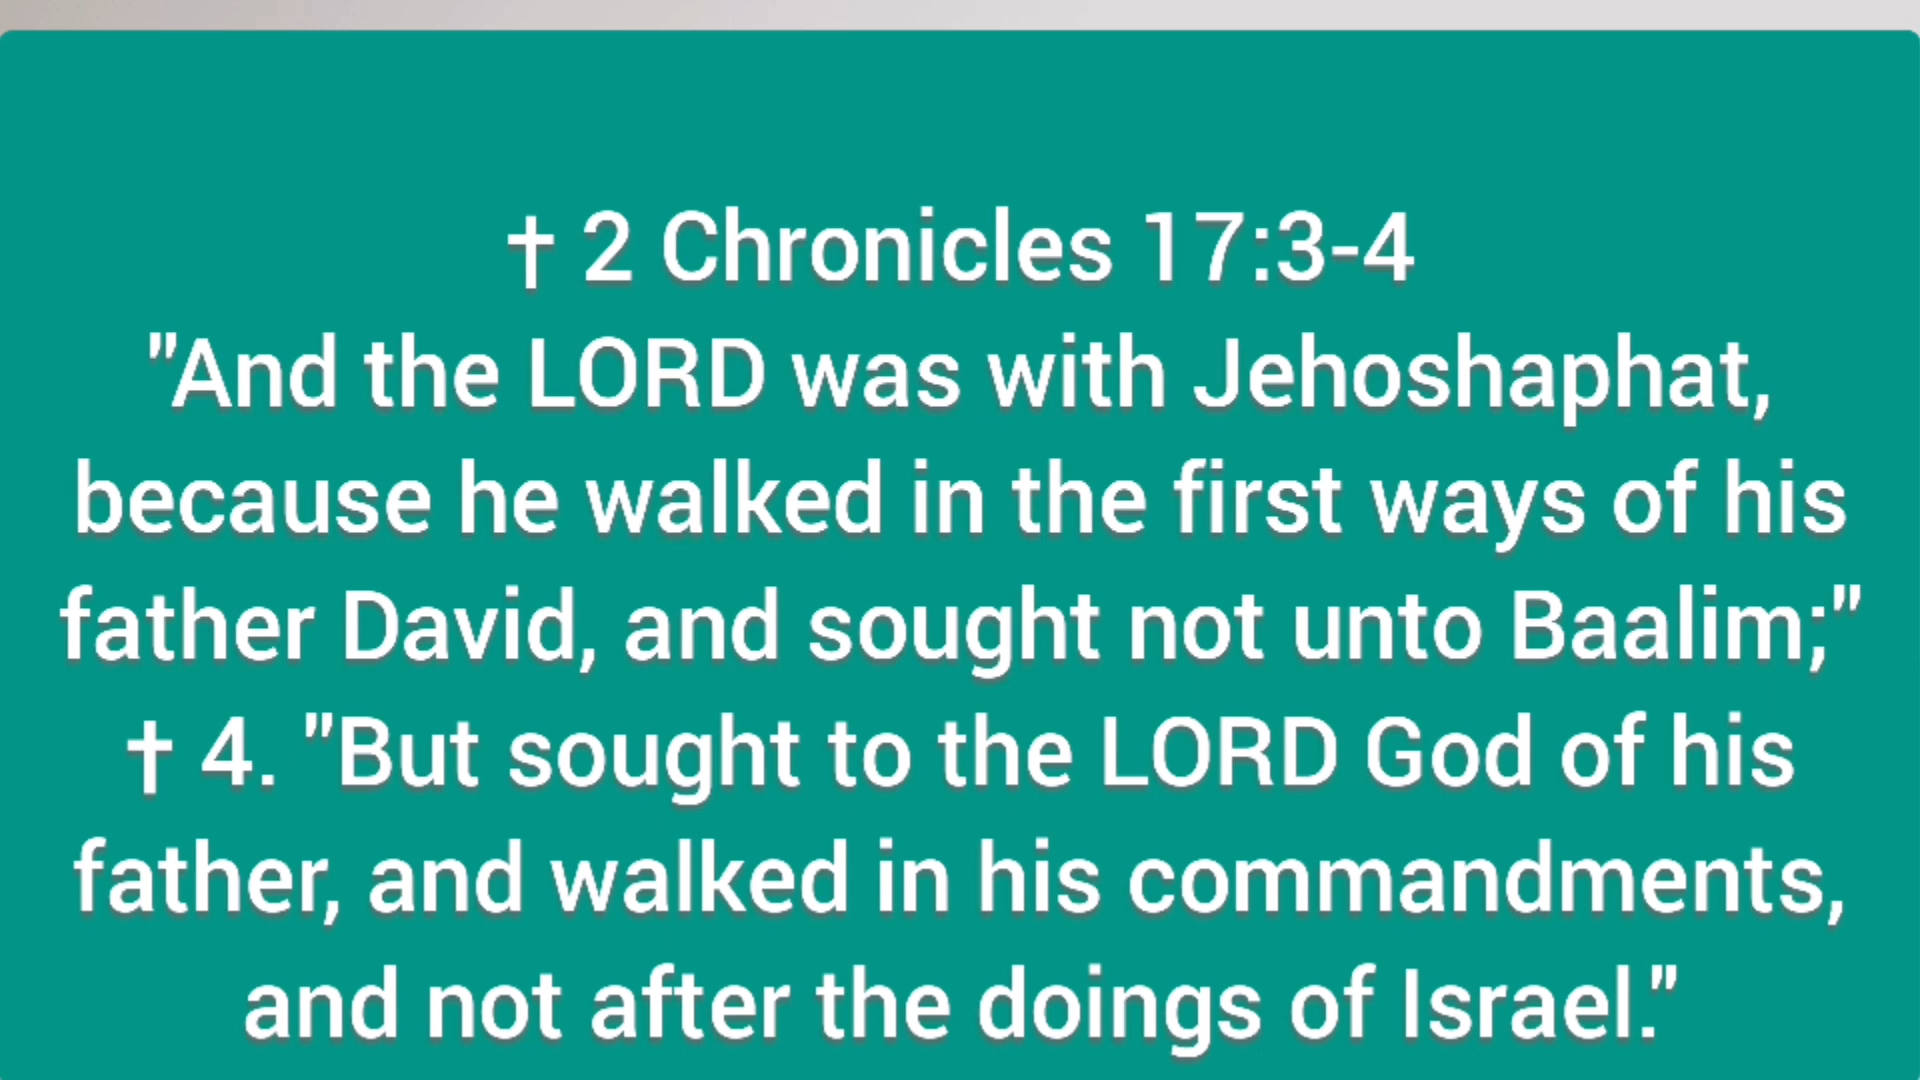 † 2 Chronicles 17:3-4
"And the LORD was with Jehoshaphat,
because he walked in the first ways of his
father David, and sought not unto Baalim;”
† 4. "But sought to the LORD God of his
father, and walked in his commandments,
and not after the doings of Israel.”